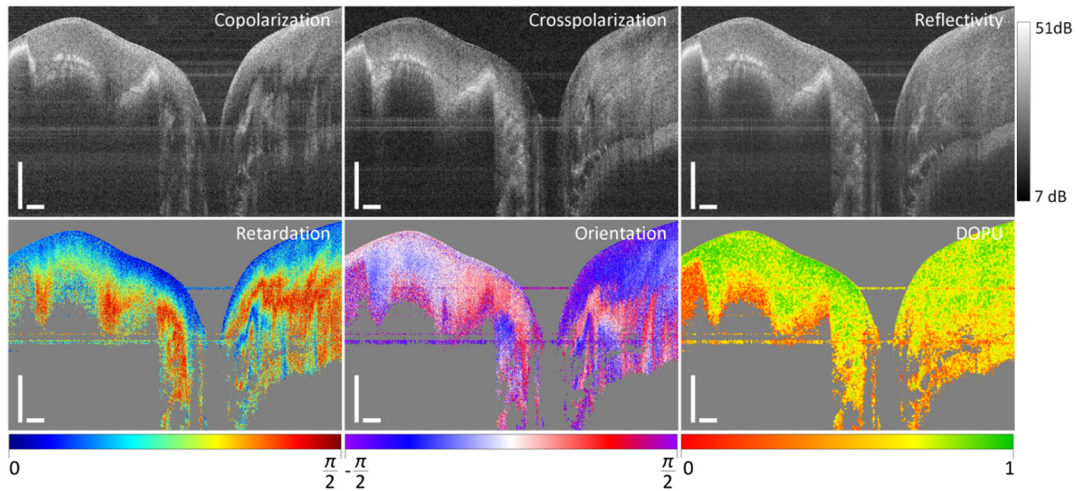 Copolarization
Crosspolarization
Reflectivity
51dB
7 dB
Retardation
Orientation
DOPU
0
π/2
-π/2
π/2
0
1